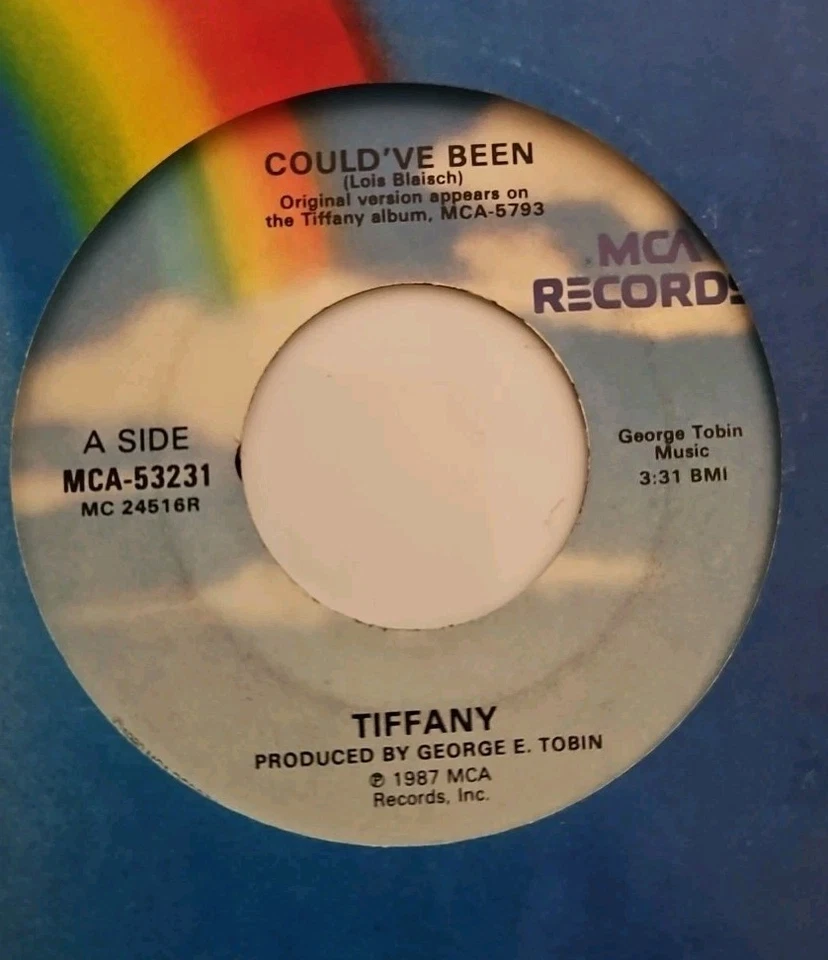 COULD'VE BEEN
(Lois Blaisch)
Original version appears on
the Tiffany album, MCA-5793
MCA
RECORDS
A SIDE
MCA-53231
MC 24516R
George Tobin
Music
3:31 BMI
TIFFANY
PRODUCED BY GEORGE E. TOBIN
℗ 1987 MCA
Records, Inc.